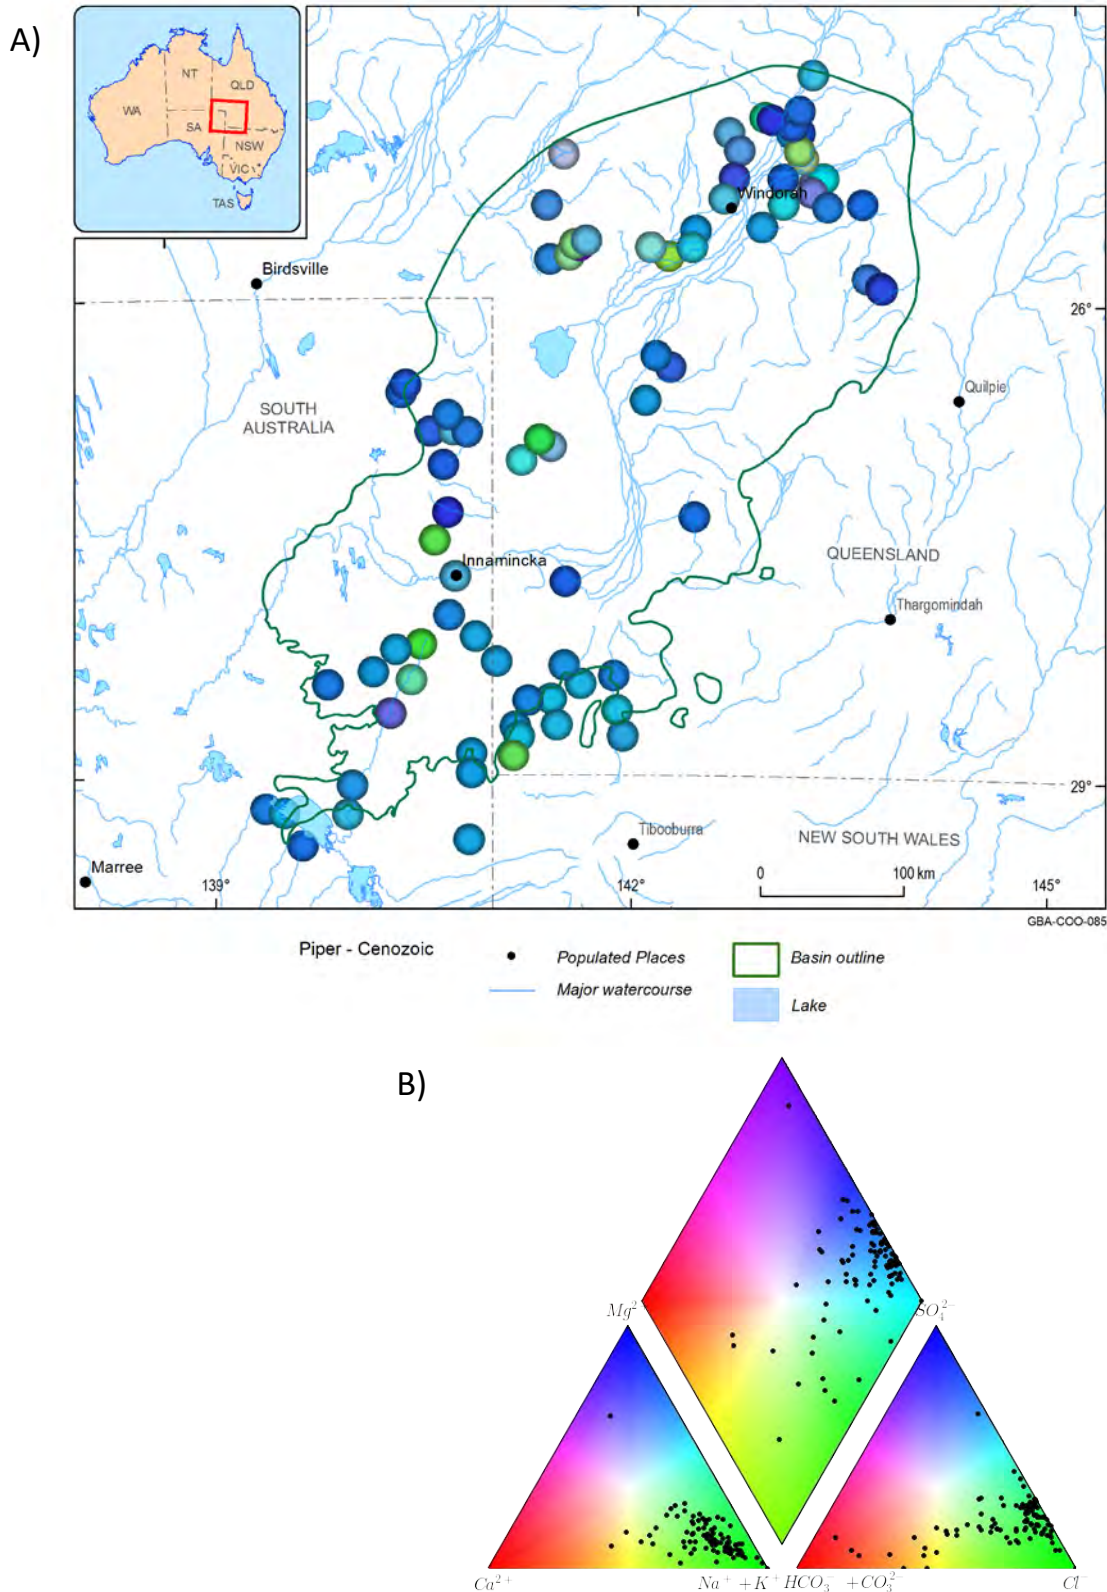 A)
NT
QLD
WA
SA
NSW
VIC
TAS
Windorah
Birdsville
26°
Quilpie
SOUTH
AUSTRALIA
QUEENSLAND
Innamincka
Thargomindah
29°
Tibooburra
NEW SOUTH WALES
Marree
139°
142
0
100 km
145°
GBA-COO-085
Piper - Cenozoic
Populated Places
Basin outline
Major watercourse
Lake
B)
Mg²
SO₄²⁻
Ca²⁺
Na⁺ + K⁺
HCO₃⁻ + CO₃²⁻
Cl⁻